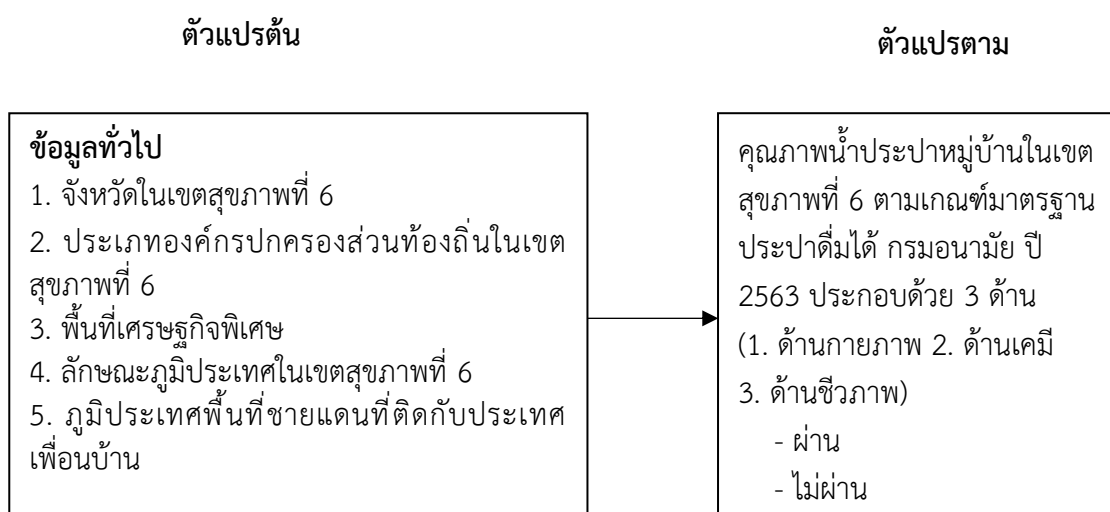 ตัวแปรต้น
ตัวแปรตาม
ข้อมูลทั่วไป
1. จังหวัดในเขตสุขภาพที่ 6
2. ประเภทองค์กรปกครองส่วนท้องถิ่นในเขต
สุขภาพที่ 6
3. พื้นที่เศรษฐกิจพิเศษ
4. ลักษณะภูมิประเทศในเขตสุขภาพที่ 6
5. ภูมิประเทศพื้นที่ชายแดนที่ติดกับประเทศ
เพื่อนบ้าน
คุณภาพน้ำประปาหมู่บ้านในเขต
สุขภาพที่ 6 ตามเกณฑ์มาตรฐาน
ประปาดื่มได้ กรมอนามัย ปี
2563 ประกอบด้วย 3 ด้าน
(1. ด้านกายภาพ 2. ด้านเคมี
3. ด้านชีวภาพ)
- ผ่าน
- ไม่ผ่าน